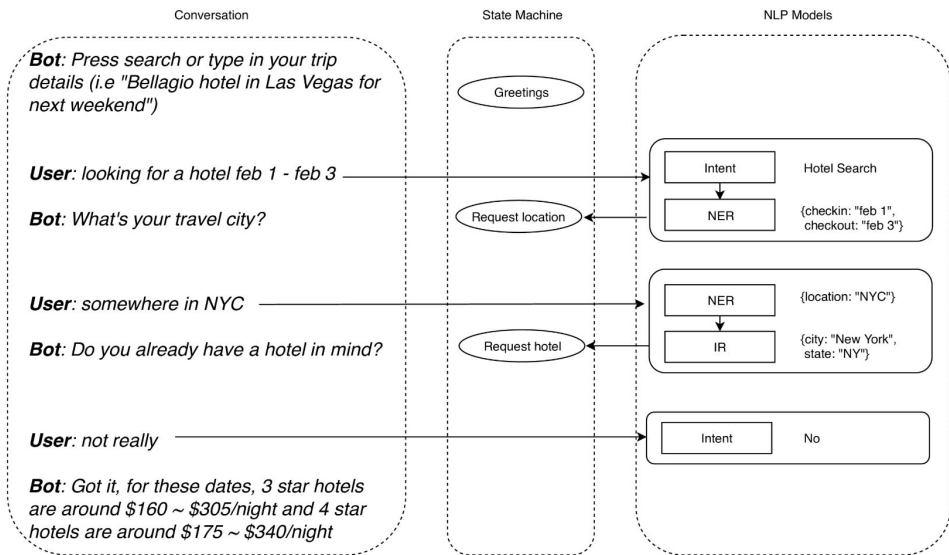 Conversation
State Machine
NLP Models
Bot: Press search or type in your trip
details (i.e "Bellagio hotel in Las Vegas for
next weekend")
Greetings
User: looking for a hotel feb 1 - feb 3
Intent
Hotel Search
Bot: What's your travel city?
Request location
NER
{checkin: "feb 1",
checkout: "feb 3"}
User: somewhere in NYC
NER
{location: "NYC"}
Bot: Do you already have a hotel in mind?
Request hotel
IR
{city: "New York",
state: "NY"}
User: not really
Intent
No
Bot: Got it, for these dates, 3 star hotels
are around $160 ~ $305/night and 4 star
hotels are around $175 ~ $340/night